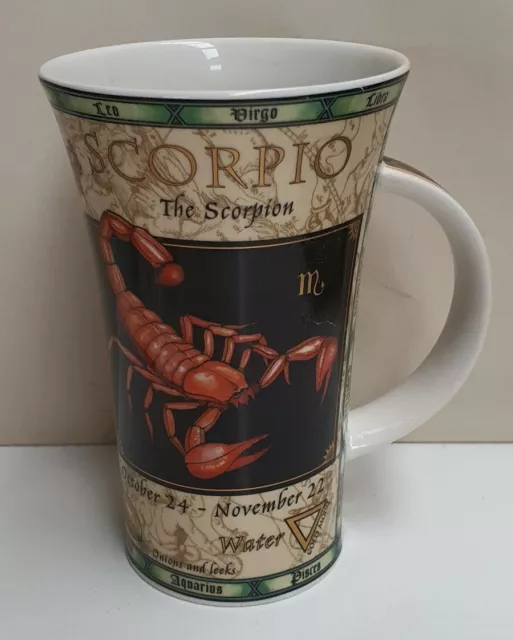 Leo Virgo Libra
SCORPIO
The Scorpion
♏
October 24 - November 22
Water
Onions and leeks
Aquarius Pisces